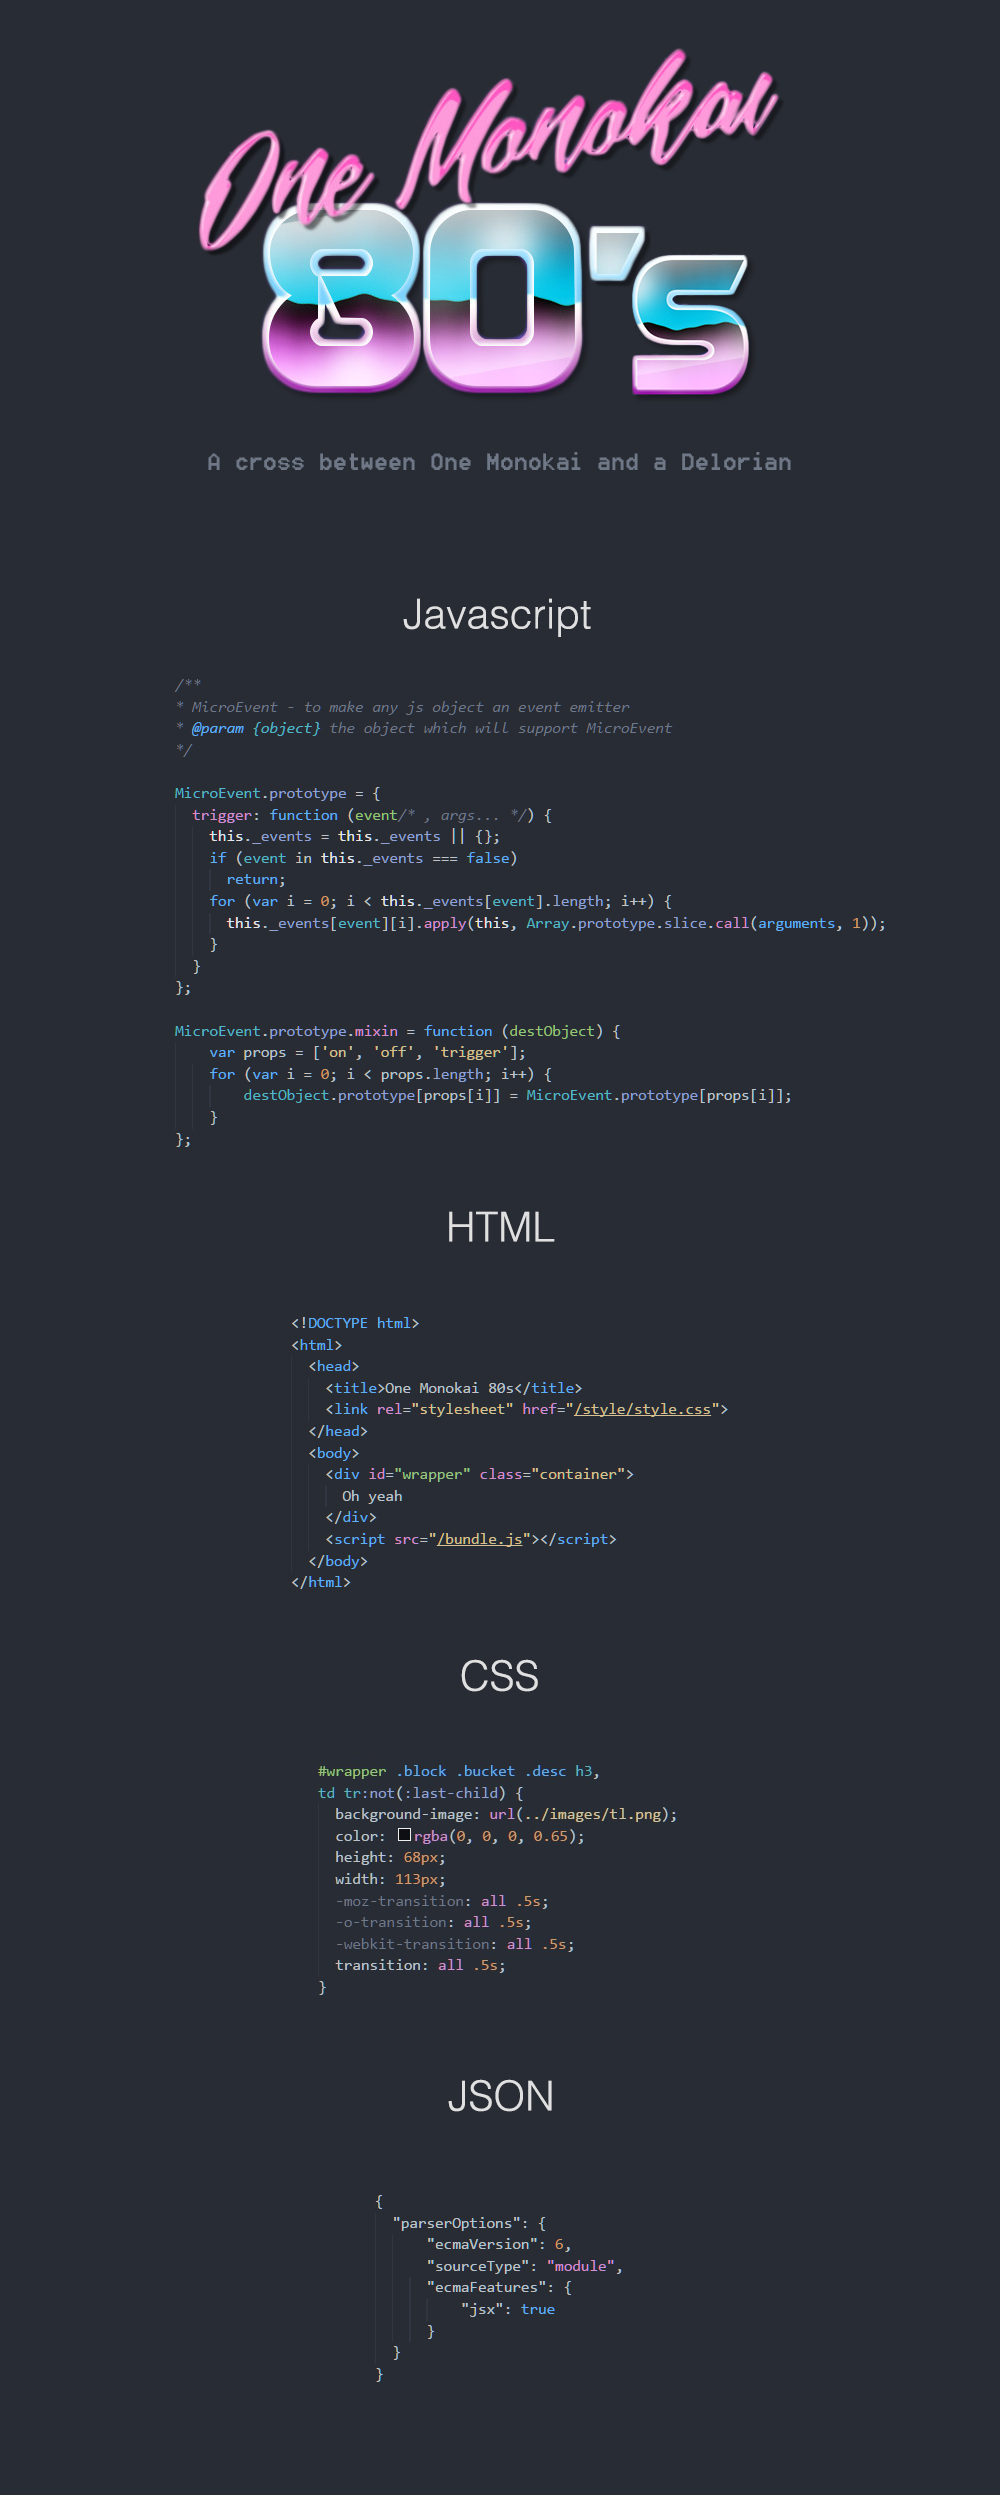 One Monokai
80's
A cross between One Monokai and a Delorian
Javascript
/**
* MicroEvent - to make any js object an event emitter
* @param {object} the object which will support MicroEvent
*/
MicroEvent.prototype = {
  trigger: function (event/* , args... */) {
    this._events = this._events || {};
    if (event in this._events === false)
      return;
    for (var i = 0; i < this._events[event].length; i++) {
      this._events[event][i].apply(this, Array.prototype.slice.call(arguments, 1));
    }
  }
};
MicroEvent.prototype.mixin = function (destObject) {
    var props = ['on', 'off', 'trigger'];
    for (var i = 0; i < props.length; i++) {
        destObject.prototype[props[i]] = MicroEvent.prototype[props[i]];
    }
};
HTML
<!DOCTYPE html>
<html>
  <head>
    <title>One Monokai 80s</title>
    <link rel="stylesheet" href="/style/style.css">
  </head>
  <body>
    <div id="wrapper" class="container">
      Oh yeah
    </div>
    <script src="/bundle.js"></script>
  </body>
</html>
CSS
#wrapper .block .bucket .desc h3,
td tr:not(:last-child) {
  background-image: url(../images/tl.png);
  color: rgba(0, 0, 0, 0.65);
  height: 68px;
  width: 113px;
  -moz-transition: all .5s;
  -o-transition: all .5s;
  -webkit-transition: all .5s;
  transition: all .5s;
}
JSON
{
  "parserOptions": {
      "ecmaVersion": 6,
      "sourceType": "module",
      "ecmaFeatures": {
          "jsx": true
      }
  }
}